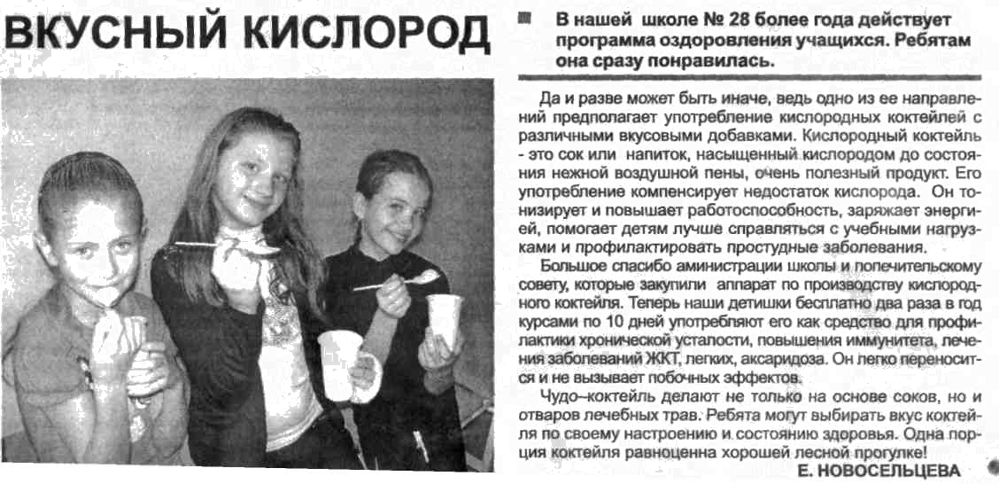 ВКУСНЫЙ КИСЛОРОД
В нашей школе № 28 более года действует
программа оздоровления учащихся. Ребятам
она сразу понравилась.
Да и разве может быть иначе, ведь одно из ее направле-
ний предполагает употребление кислородных коктейлей с
различными вкусовыми добавками. Кислородный коктейль
- это сок или напиток, насыщенный кислородом до состоя-
ния нежной воздушной пены, очень полезный продукт. Его
употребление компенсирует недостаток кислорода. Он то-
низирует и повышает работоспособность, заряжает энерги-
ей, помогает детям лучше справляться с учебными нагруз-
ками и профилактировать простудные заболевания.
Большое спасибо аминистрации школы и попечительскому
совету, которые закупили аппарат по производству кислород-
ного коктейля. Теперь наши детишки бесплатно два раза в год
курсами по 10 дней употребляют его как средство для профи-
лактики хронической усталости, повышения иммунитета, лече-
ния заболеваний ЖКТ, легких, аксаридоза. Он легко переносит-
ся и не вызывает побочных эффектов.
Чудо–коктейль делают не только на основе соков, но и
отваров лечебных трав. Ребята могут выбирать вкус коктей-
ля по своему настроению и состоянию здоровья. Одна пор-
ция коктейля равноценна хорошей лесной прогулке!
Е. НОВОСЕЛЬЦЕВА